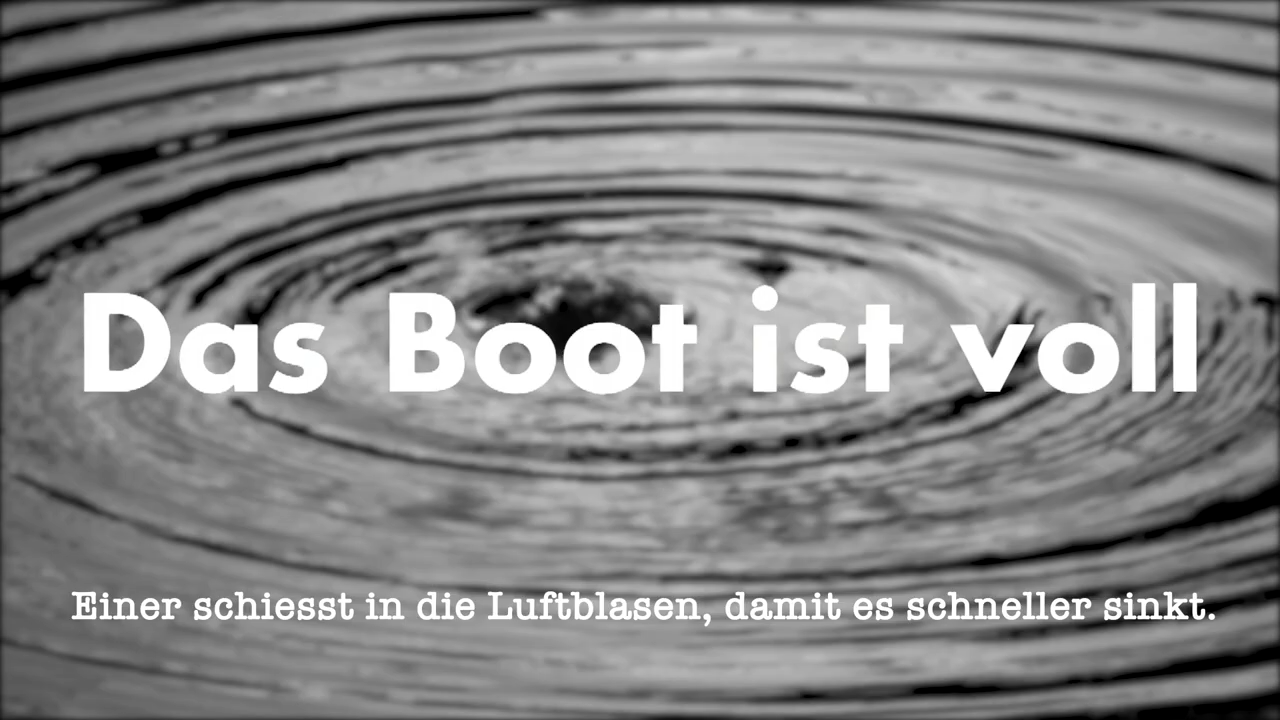 Das Boot ist voll
Einer schiesst in die Luftblasen, damit es schneller sinkt.